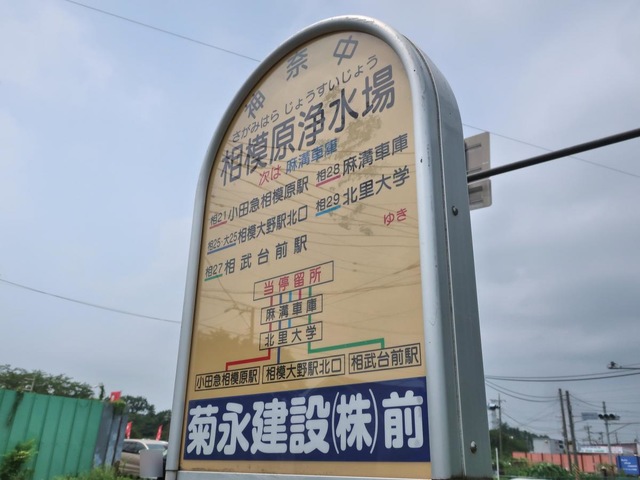 神奈中
さがみはら じょうすいじょう
相模原浄水場
次は 麻溝車庫
相21 小田急相模原駅 相28 麻溝車庫
相25・大25 相模大野駅北口 相29 北里大学
相27 相武台前駅 ゆき
当停留所
麻溝車庫
北里大学
小田急相模原駅 相模大野駅北口 相武台前駅
菊永建設(株)前